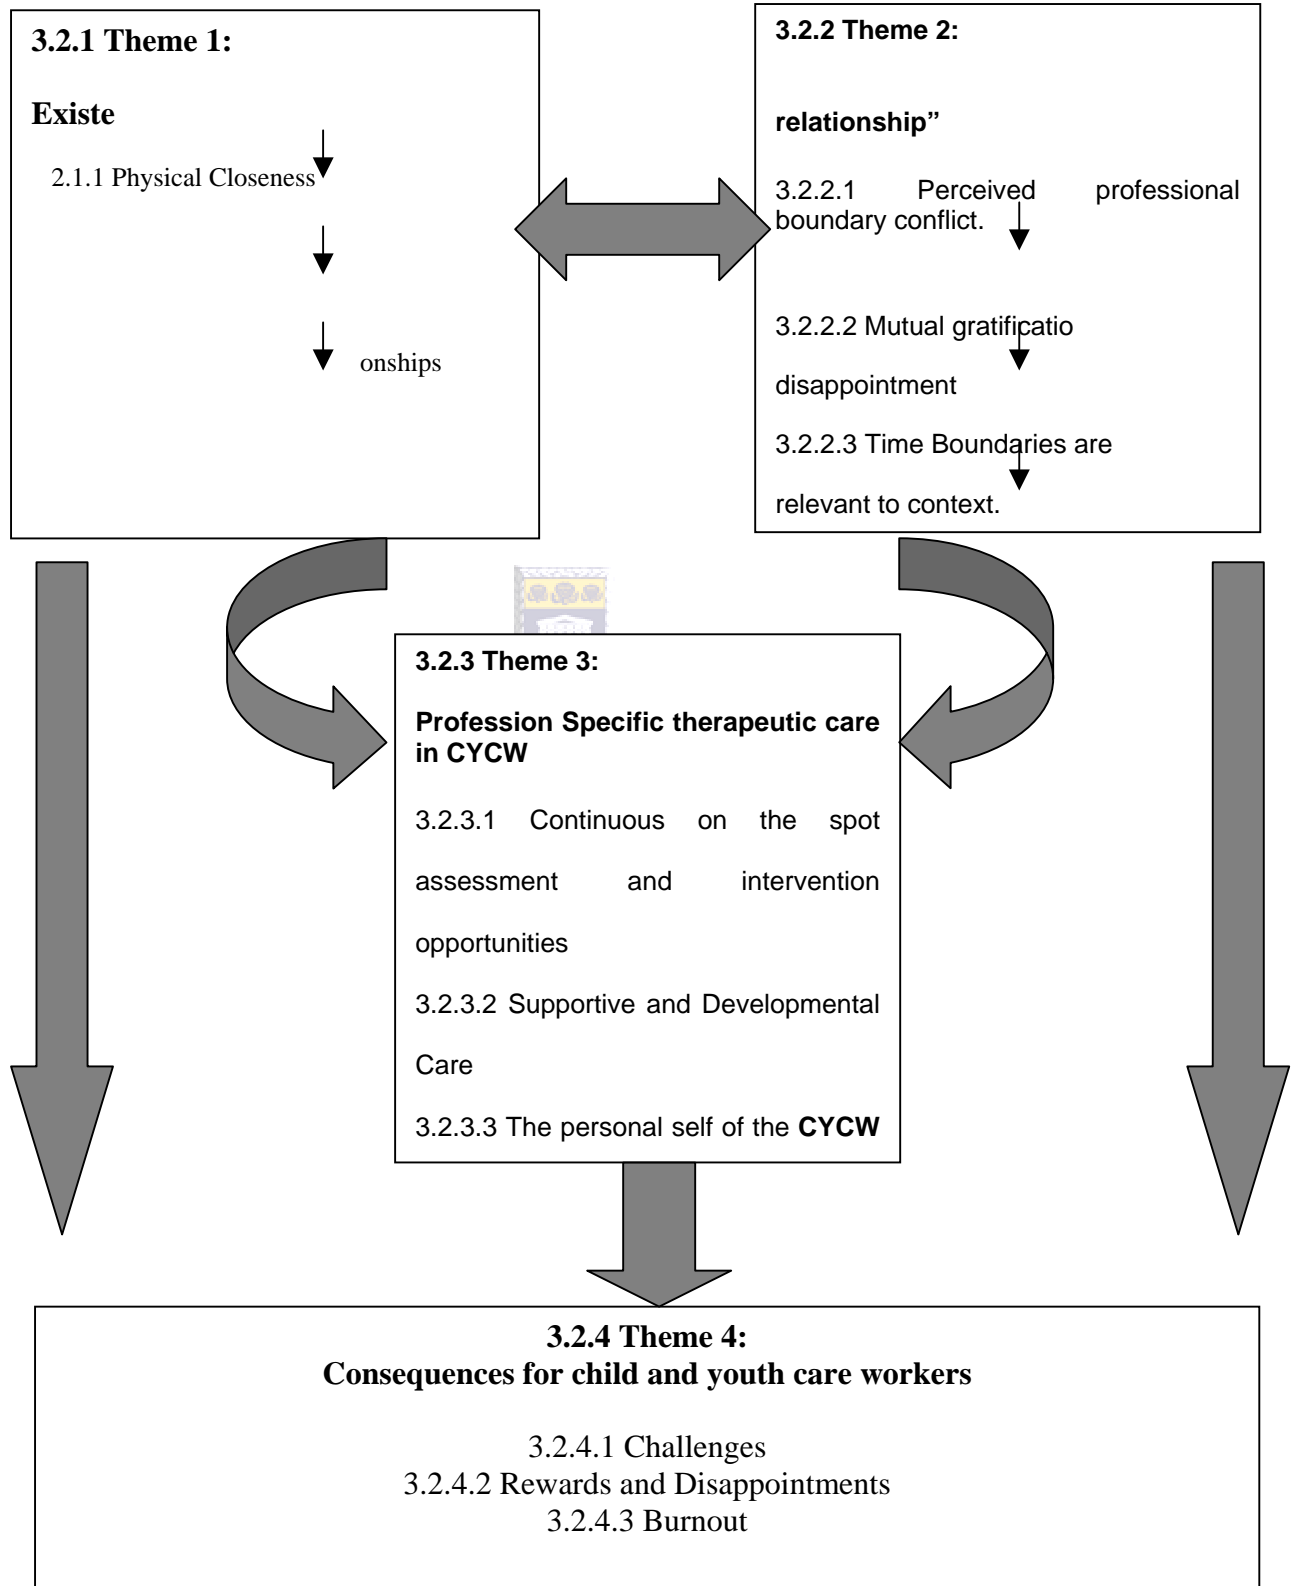 3.2.1 Theme 1:
Existe
2.1.1 Physical Closeness
onships
3.2.2 Theme 2:
relationship”
3.2.2.1 Perceived professional
boundary conflict.
3.2.2.2 Mutual gratificatio
disappointment
3.2.2.3 Time Boundaries are
relevant to context.
3.2.3 Theme 3:
Profession Specific therapeutic care
in CYCW
3.2.3.1 Continuous on the spot
assessment and intervention
opportunities
3.2.3.2 Supportive and Developmental
Care
3.2.3.3 The personal self of the CYCW
3.2.4 Theme 4:
Consequences for child and youth care workers
3.2.4.1 Challenges
3.2.4.2 Rewards and Disappointments
3.2.4.3 Burnout